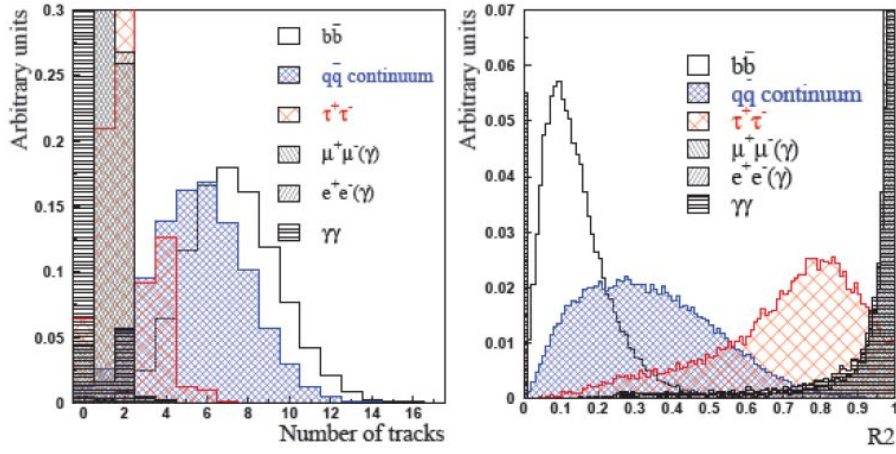 Arbitrary units
0.3
0.25
0.2
0.15
0.1
0.05
0
bb̅
qq̅ continuum
τ⁺τ⁻
μ⁺μ⁻(γ)
e⁺e⁻(γ)
γγ
0 2 4 6 8 10 12 14 16
Number of tracks
Arbitrary units
0.07
0.06
0.05
0.04
0.03
0.02
0.01
0
bb̅
qq̅ continuum
τ⁺τ⁻
μ⁺μ⁻(γ)
e⁺e⁻(γ)
γγ
0 0.1 0.2 0.3 0.4 0.5 0.6 0.7 0.8 0.9 1
R2